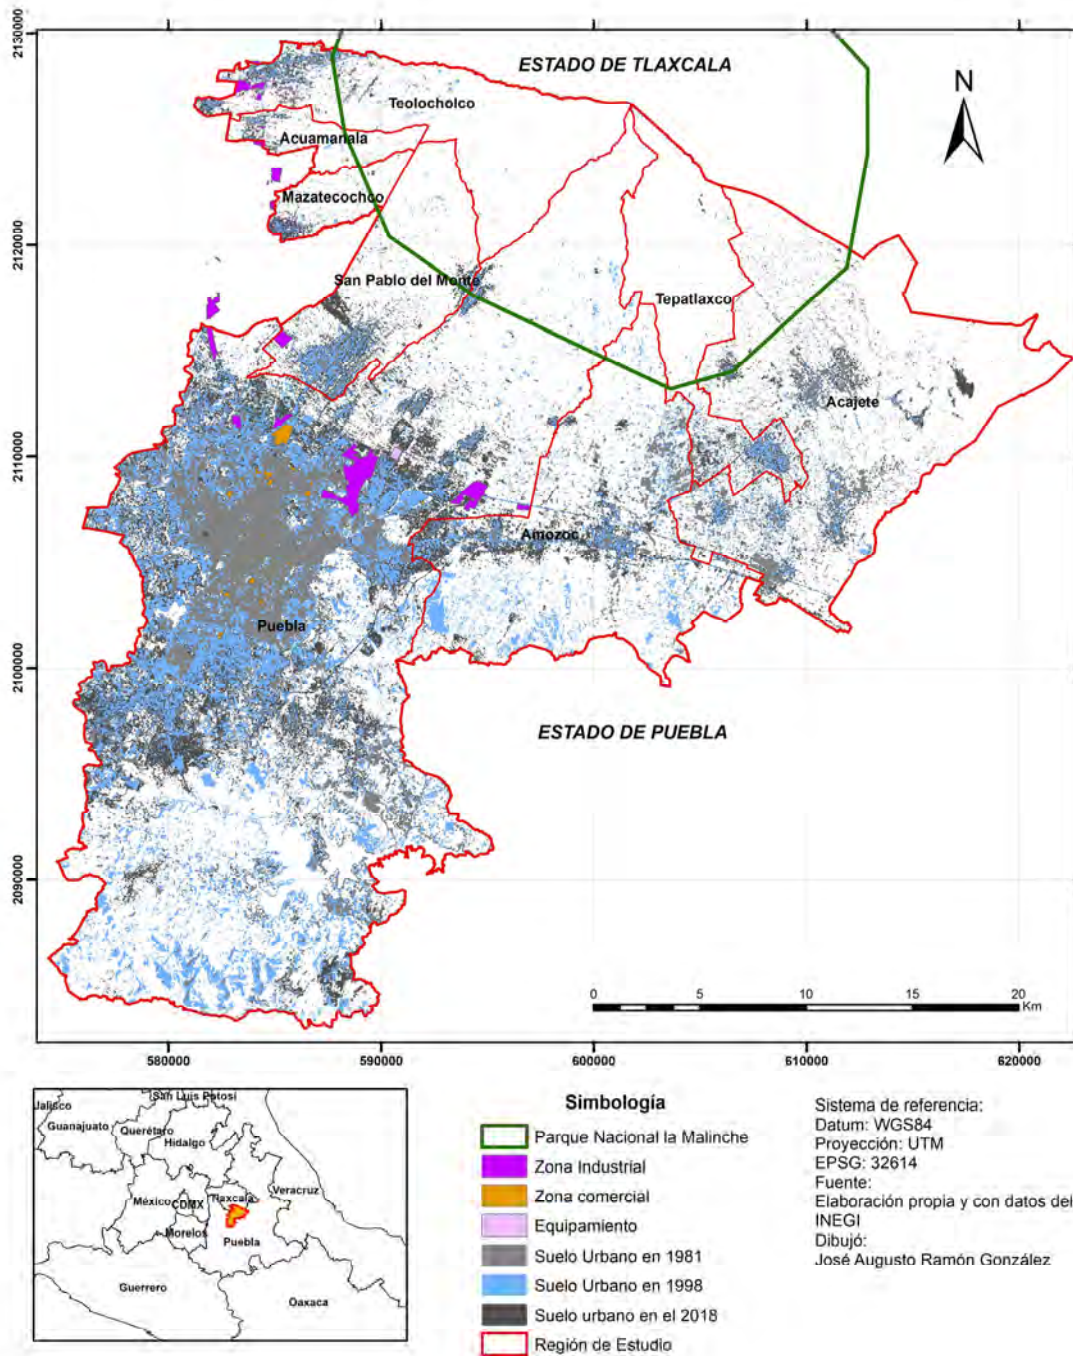 2130000
2120000
2110000
2100000
2090000
ESTADO DE TLAXCALA
N
Teolocholco
Acuamanala
Mazatecochco
San Pablo del Monte
Tepatlaxco
Acajete
Amozoc
Puebla
ESTADO DE PUEBLA
0 5 10 15 20
Km
580000 590000 600000 610000 620000
San Luis Potosí
Jalisco
Guanajuato
Querétaro
Hidalgo
México
CDMX
Tlaxcala
Veracruz
Morelos
Puebla
Guerrero
Oaxaca
Simbología
Parque Nacional la Malinche
Zona Industrial
Zona comercial
Equipamiento
Suelo Urbano en 1981
Suelo Urbano en 1998
Suelo urbano en el 2018
Región de Estudio
Sistema de referencia:
Datum: WGS84
Proyección: UTM
EPSG: 32614
Fuente:
Elaboración propia y con datos del
INEGI
Dibujó:
José Augusto Ramón González